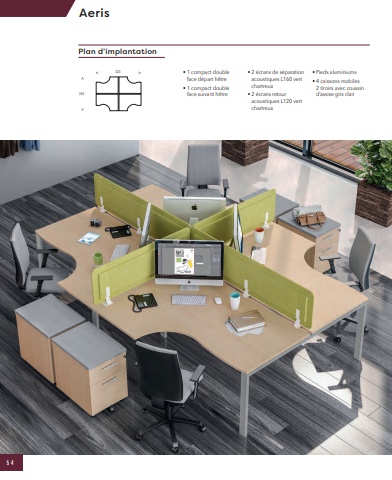 Aeris
Plan d'implantation
• 1 compact double
face départ hêtre
• 1 compact double
face suivant hêtre
• 2 écrans de séparation
acoustiques L160 vert
chartreux
• 2 écrans retour
acoustiques L120 vert
chartreux
• Pieds aluminiums
• 4 caissons mobiles
2 tiroirs avec coussin
d'assise gris clair
54